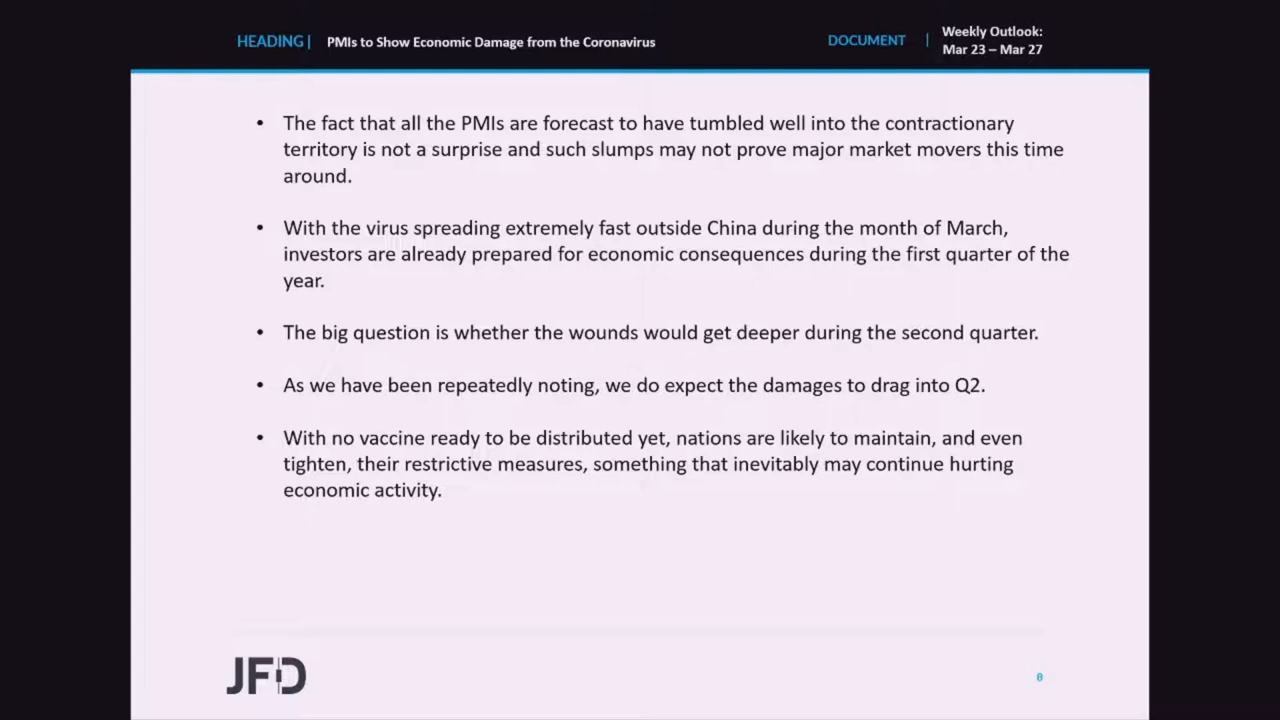 HEADING | PMIs to Show Economic Damage from the Coronavirus
DOCUMENT | Weekly Outlook:
Mar 23 – Mar 27
• The fact that all the PMIs are forecast to have tumbled well into the contractionary
territory is not a surprise and such slumps may not prove major market movers this time
around.
• With the virus spreading extremely fast outside China during the month of March,
investors are already prepared for economic consequences during the first quarter of the
year.
• The big question is whether the wounds would get deeper during the second quarter.
• As we have been repeatedly noting, we do expect the damages to drag into Q2.
• With no vaccine ready to be distributed yet, nations are likely to maintain, and even
tighten, their restrictive measures, something that inevitably may continue hurting
economic activity.
JFD
8